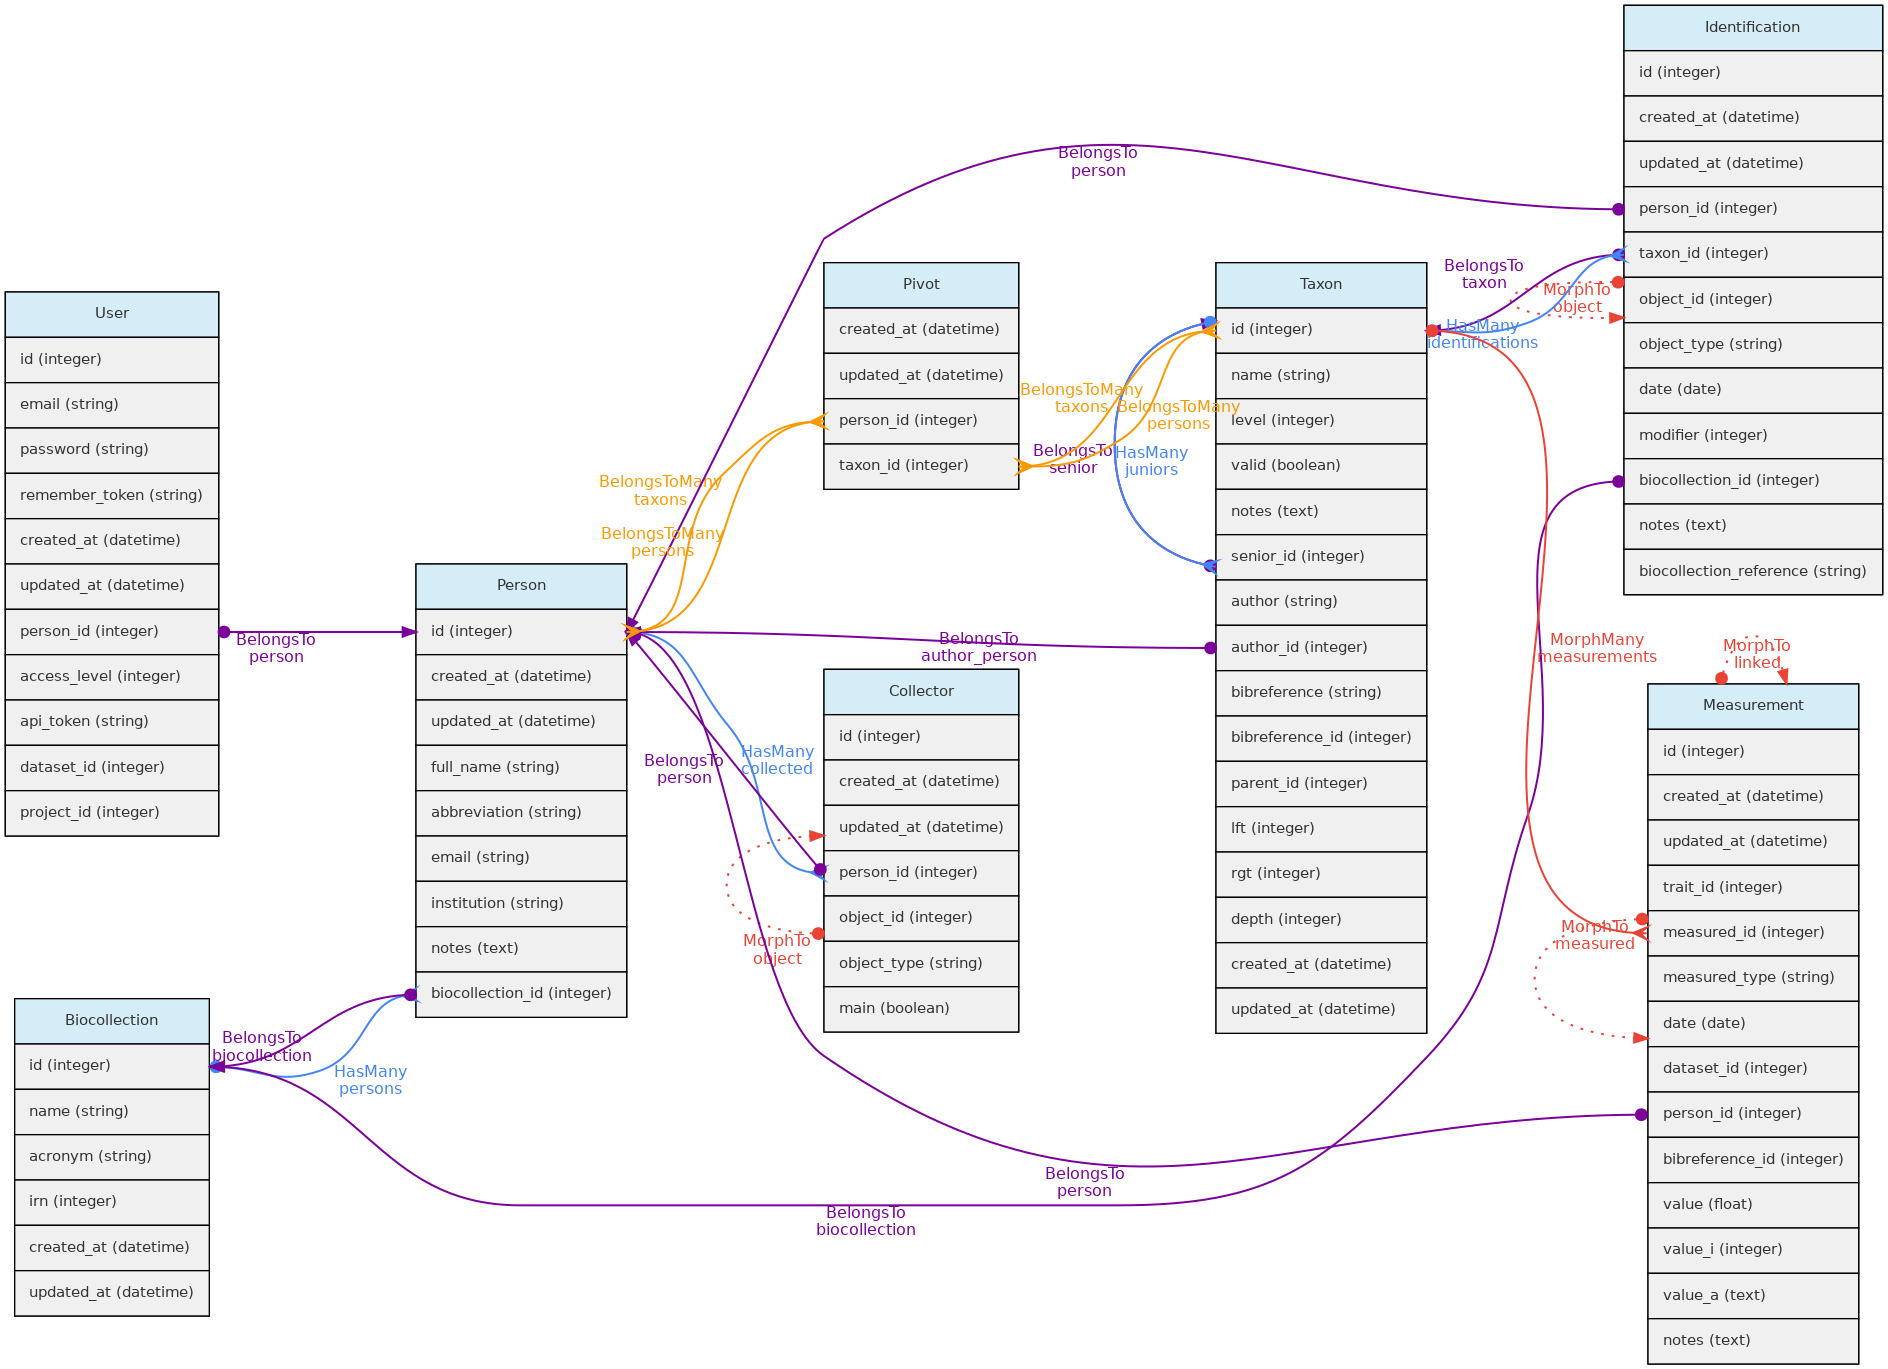 User
id (integer)
email (string)
password (string)
remember_token (string)
created_at (datetime)
updated_at (datetime)
person_id (integer)
access_level (integer)
api_token (string)
dataset_id (integer)
project_id (integer)
BelongsTo
person
Biocollection
id (integer)
name (string)
acronym (string)
irn (integer)
created_at (datetime)
updated_at (datetime)
BelongsTo
biocollection
HasMany
persons
Person
id (integer)
created_at (datetime)
updated_at (datetime)
full_name (string)
abbreviation (string)
email (string)
institution (string)
notes (text)
biocollection_id (integer)
BelongsToMany
taxons
BelongsToMany
persons
BelongsTo
person
HasMany
collected
MorphTo
object
Pivot
created_at (datetime)
updated_at (datetime)
person_id (integer)
taxon_id (integer)
Collector
id (integer)
created_at (datetime)
updated_at (datetime)
person_id (integer)
object_id (integer)
object_type (string)
main (boolean)
BelongsTo
person
BelongsToMany
taxons
BelongsToMany
persons
BelongsTo
senior
HasMany
juniors
BelongsTo
author_person
BelongsTo
person
BelongsTo
biocollection
Taxon
id (integer)
name (string)
level (integer)
valid (boolean)
notes (text)
senior_id (integer)
author (string)
author_id (integer)
bibreference (string)
bibreference_id (integer)
parent_id (integer)
lft (integer)
rgt (integer)
depth (integer)
created_at (datetime)
updated_at (datetime)
BelongsTo
taxon
HasMany
identifications
MorphTo
object
MorphMany
measurements
Identification
id (integer)
created_at (datetime)
updated_at (datetime)
person_id (integer)
taxon_id (integer)
object_id (integer)
object_type (string)
date (date)
modifier (integer)
biocollection_id (integer)
notes (text)
biocollection_reference (string)
MorphTo
linked
MorphTo
measured
Measurement
id (integer)
created_at (datetime)
updated_at (datetime)
trait_id (integer)
measured_id (integer)
measured_type (string)
date (date)
dataset_id (integer)
person_id (integer)
bibreference_id (integer)
value (float)
value_i (integer)
value_a (text)
notes (text)